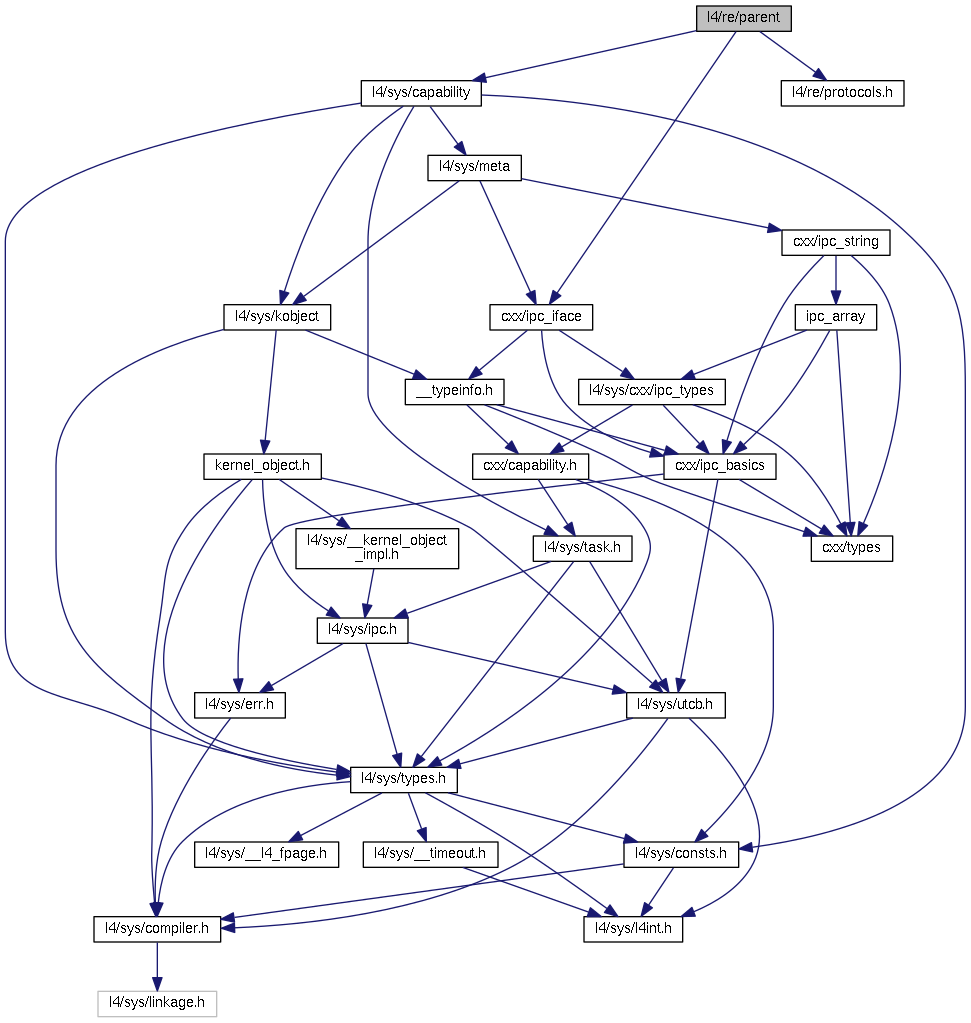 l4/re/parent
l4/sys/capability
l4/re/protocols.h
l4/sys/meta
cxx/ipc_string
l4/sys/kobject
cxx/ipc_iface
ipc_array
__typeinfo.h
l4/sys/cxx/ipc_types
kernel_object.h
cxx/capability.h
cxx/ipc_basics
l4/sys/__kernel_object
_impl.h
l4/sys/task.h
cxx/types
l4/sys/ipc.h
l4/sys/err.h
l4/sys/utcb.h
l4/sys/types.h
l4/sys/__l4_fpage.h
l4/sys/__timeout.h
l4/sys/consts.h
l4/sys/compiler.h
l4/sys/l4int.h
l4/sys/linkage.h